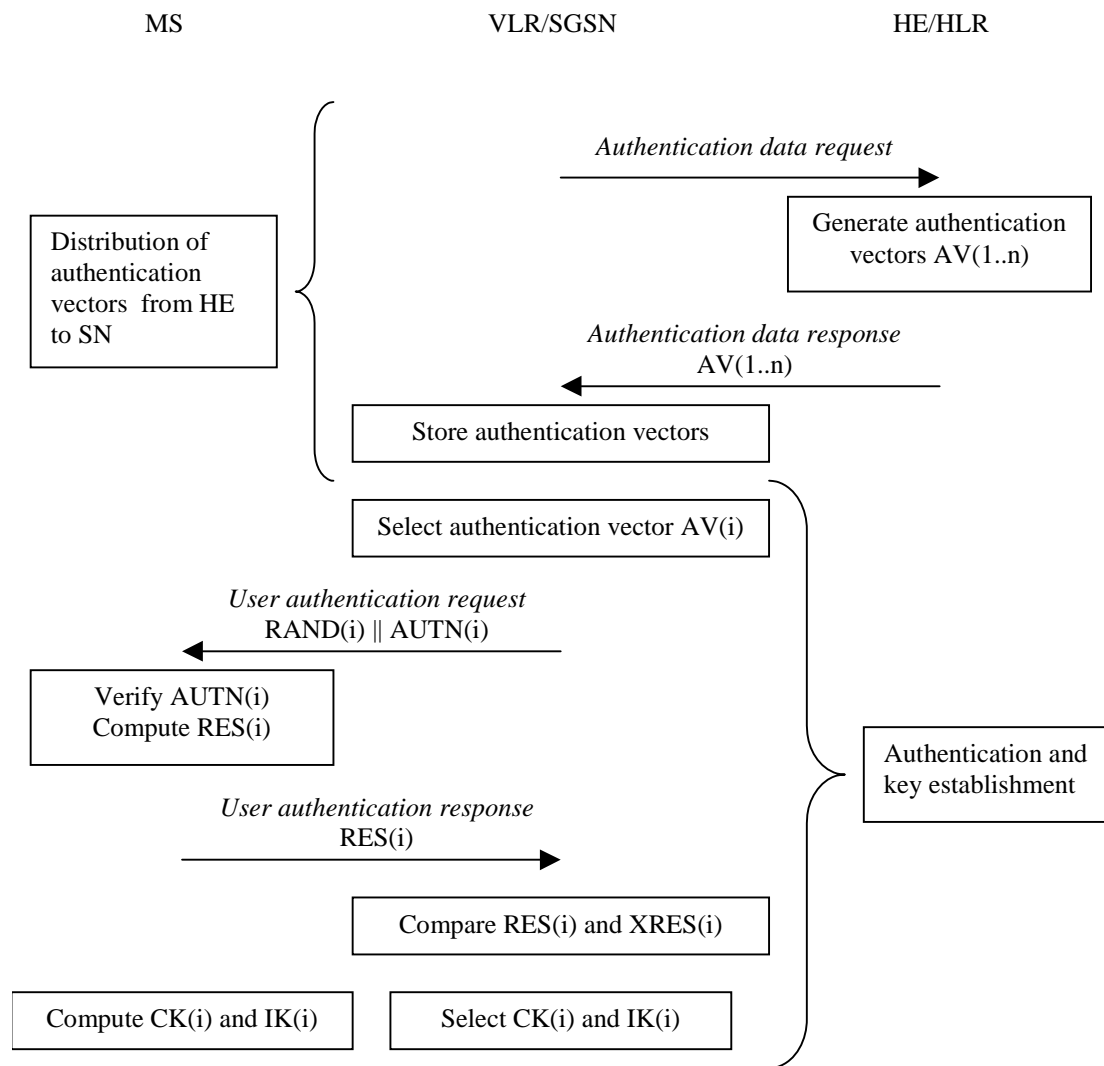 MS VLR/SGSN HE/HLR
Authentication data request
Generate authentication
vectors AV(1..n)
Distribution of
authentication
vectors from HE
to SN
Authentication data response
AV(1..n)
Store authentication vectors
Select authentication vector AV(i)
User authentication request
RAND(i) || AUTN(i)
Verify AUTN(i)
Compute RES(i)
Authentication and
key establishment
User authentication response
RES(i)
Compare RES(i) and XRES(i)
Compute CK(i) and IK(i)
Select CK(i) and IK(i)